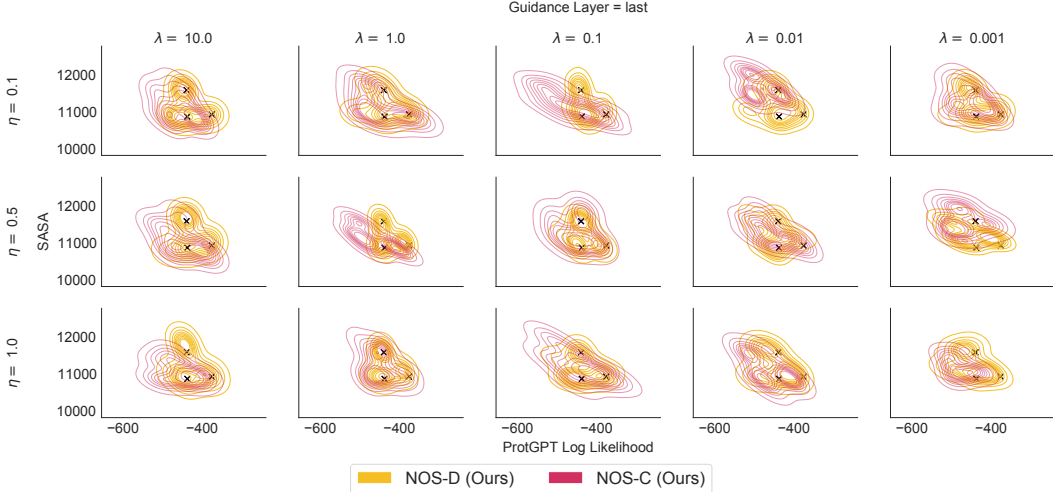 Guidance Layer = last
λ = 10.0
λ = 1.0
λ = 0.1
λ = 0.01
λ = 0.001
η = 0.1
12000
11000
10000
η = 0.5
SASA
12000
11000
10000
η = 1.0
12000
11000
10000
−600 −400
−600 −400
−600 −400
−600 −400
−600 −400
ProtGPT Log Likelihood
NOS-D (Ours)
NOS-C (Ours)